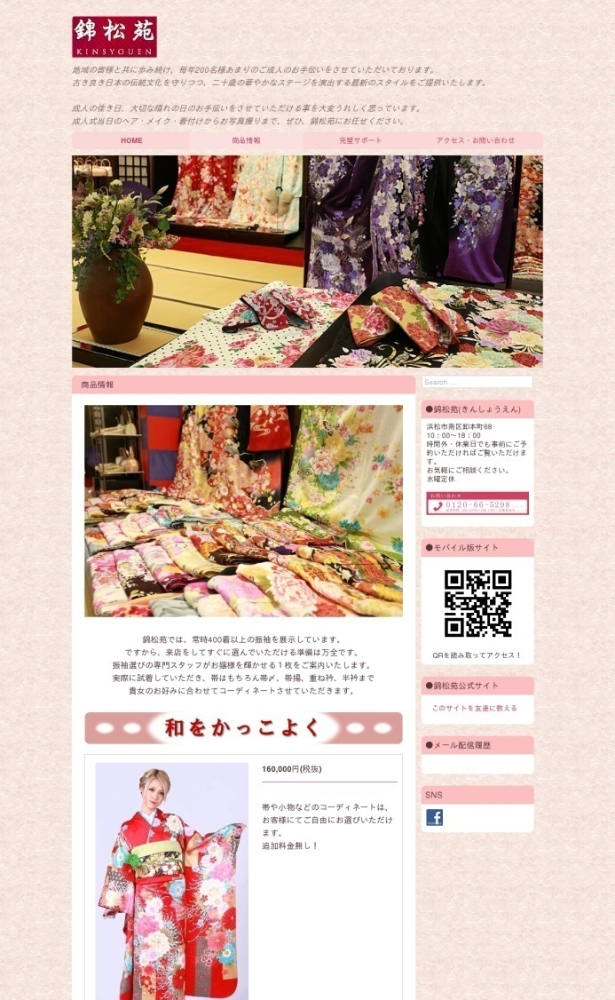 錦松苑
KINSYOUEN
地域の皆様と共に歩み続け、毎年200名様あまりのご成人のお手伝いをさせていただいております。
古き良き日本の伝統文化を守りつつ、二十歳の華やかなステージを演出する最新のスタイルをご提供いたします。
成人の佳き日、大切な晴れの日のお手伝いをさせていただける事を大変うれしく思っています。
成人式当日のヘア・メイク・着付けからお写真撮りまで、ぜひ、錦松苑にお任せください。
HOME 商品情報 完璧サポート アクセス・お問い合わせ
商品情報
錦松苑では、常時400着以上の振袖を展示しています。
ですから、来店をしてすぐに選んでいただける準備は万全です。
振袖選びの専門スタッフがお嬢様を輝かせる１枚をご案内いたします。
実際に試着していただき、帯はもちろん帯〆、帯揚、重ね衿、半衿まで
貴女のお好みに合わせてコーディネートさせていただきます。
和をかっこよく
160,000円(税抜)
帯や小物などのコーディネートは、
お客様にてご自由にお選びいただけ
ます。
追加料金無し！
Search …
●錦松苑(きんしょうえん)
浜松市南区卸本町68
10：00〜18：00
時間外・休業日でも事前にご予
約いただければご覧いただけま
す。
お気軽にご相談ください。
水曜定休
お問い合わせ
0120-66-5298
●モバイル版サイト
QRを読み取ってアクセス！
●錦松苑公式サイト
このサイトを友達に教える
●メール配信履歴
SNS